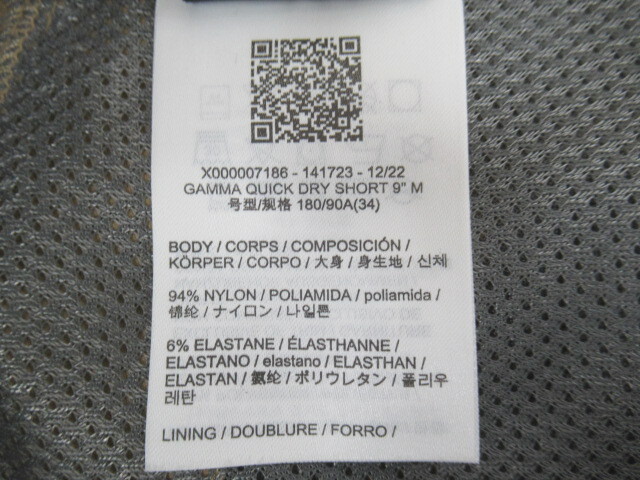 X000007186 - 141723 - 12/22
GAMMA QUICK DRY SHORT 9" M
号型/规格 180/90A(34)
BODY / CORPS / COMPOSICIÓN /
KÖRPER / CORPO / 大身 / 身生地 / 신체
94% NYLON / POLIAMIDA / poliamida /
锦纶 / ナイロン / 나일론
6% ELASTANE / ÉLASTHANNE /
ELASTANO / elastano / ELASTHAN /
ELASTAN / 氨纶 / ポリウレタン / 폴리우
레탄
LINING / DOUBLURE / FORRO /